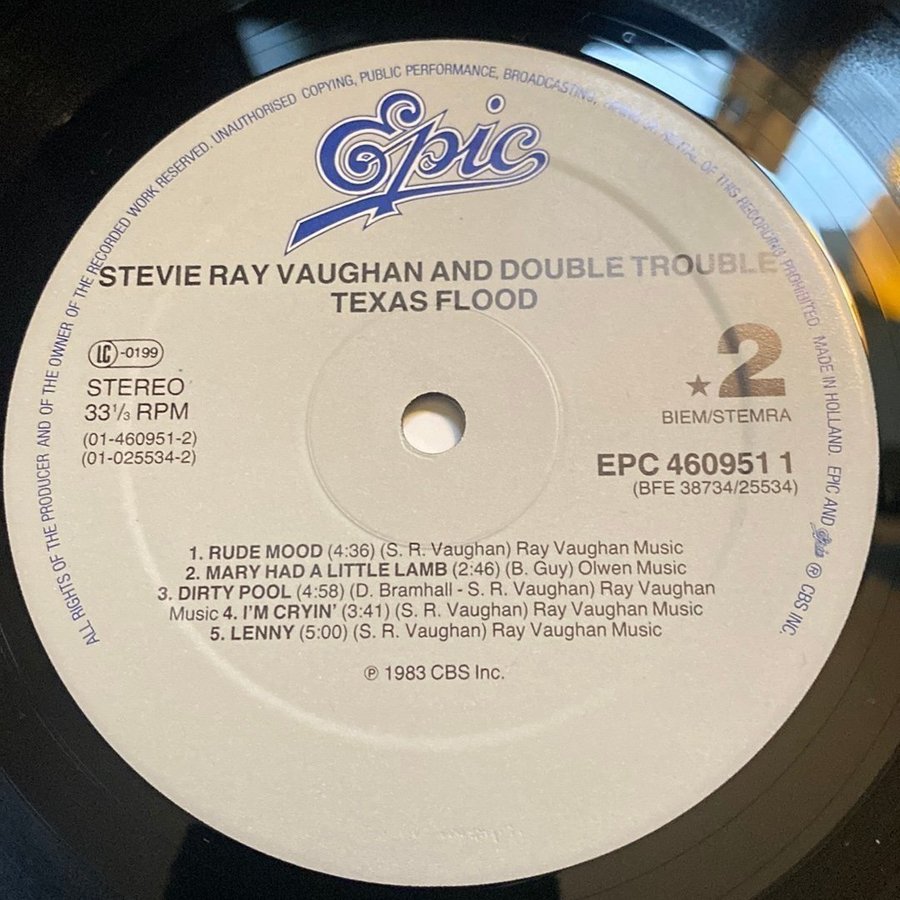 ALL RIGHTS OF THE PRODUCER AND OF THE OWNER OF THE RECORDED WORK RESERVED. UNAUTHORISED COPYING, PUBLIC PERFORMANCE, BROADCASTING, HIRING OR RENTAL OF THIS RECORDING PROHIBITED. MADE IN HOLLAND. EPIC AND Epic ® CBS INC.
Epic
STEVIE RAY VAUGHAN AND DOUBLE TROUBLE
TEXAS FLOOD
LC-0199
STEREO
33⅓ RPM
(01-460951-2)
(01-025534-2)
★2
BIEM/STEMRA
EPC 460951 1
(BFE 38734/25534)
1. RUDE MOOD (4:36) (S. R. Vaughan) Ray Vaughan Music
2. MARY HAD A LITTLE LAMB (2:46) (B. Guy) Olwen Music
3. DIRTY POOL (4:58) (D. Bramhall - S. R. Vaughan) Ray Vaughan
Music 4. I'M CRYIN' (3:41) (S. R. Vaughan) Ray Vaughan Music
5. LENNY (5:00) (S. R. Vaughan) Ray Vaughan Music
℗ 1983 CBS Inc.